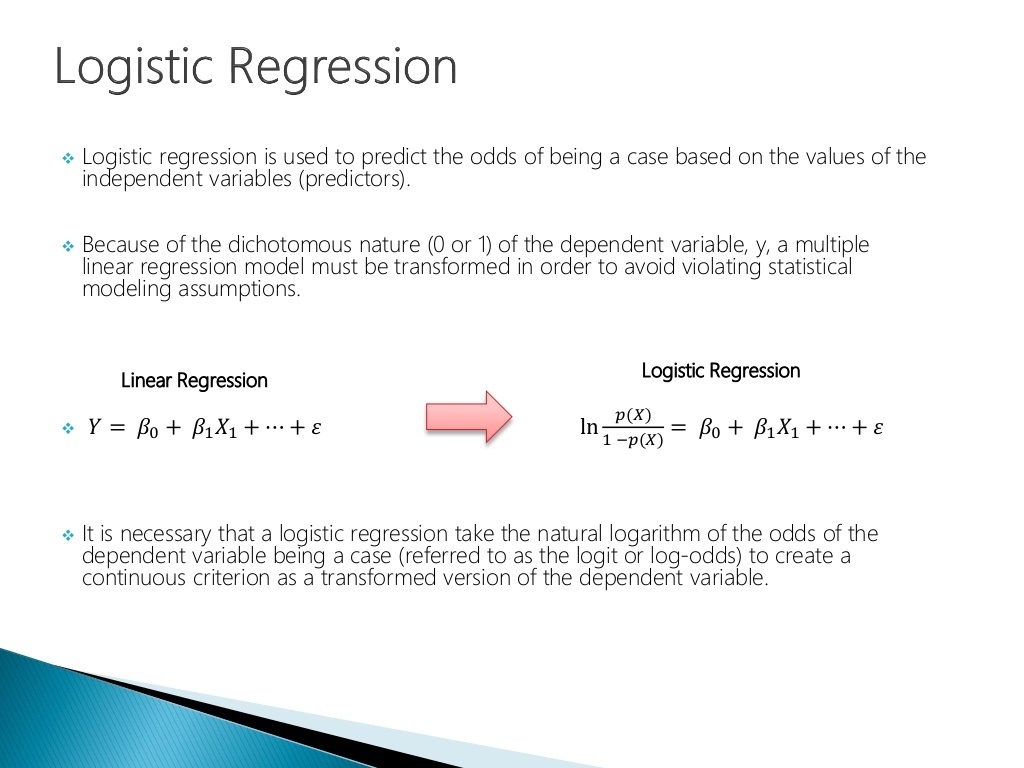 Logistic Regression
Logistic regression is used to predict the odds of being a case based on the values of the
independent variables (predictors).
Because of the dichotomous nature (0 or 1) of the dependent variable, y, a multiple
linear regression model must be transformed in order to avoid violating statistical
modeling assumptions.
Linear Regression
Logistic Regression
Y = β₀ + β₁X₁ + ⋯ + ε
ln p(X) / 1 − p(X) = β₀ + β₁X₁ + ⋯ + ε
It is necessary that a logistic regression take the natural logarithm of the odds of the
dependent variable being a case (referred to as the logit or log-odds) to create a
continuous criterion as a transformed version of the dependent variable.